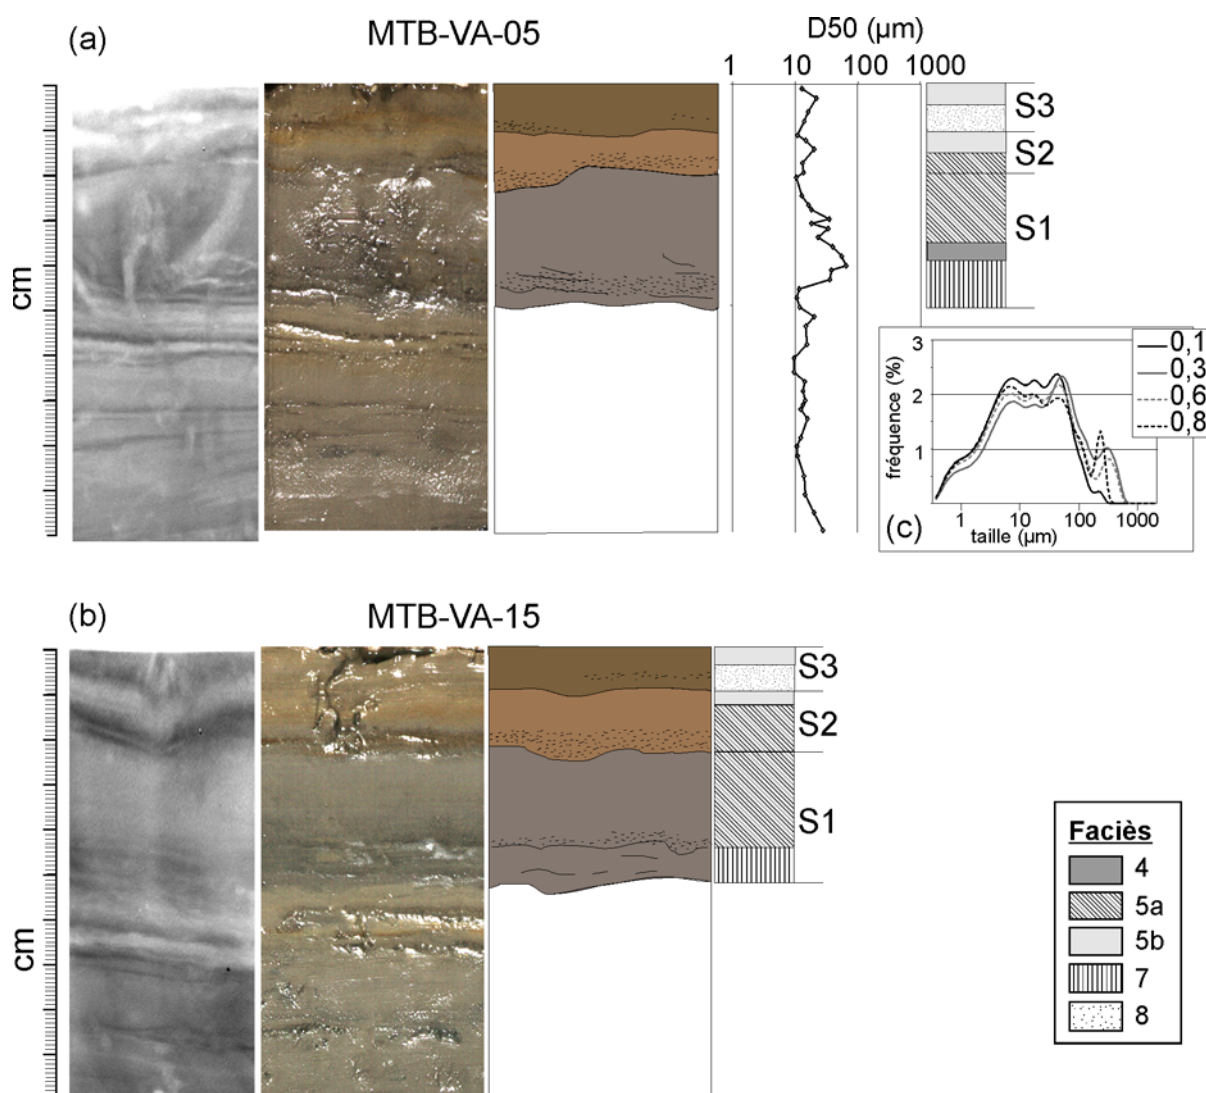 (a)
MTB-VA-05
D50 (µm)
1
10
100
1000
cm
S3
S2
S1
3
2
1
fréquence (%)
0,1
0,3
0,6
0,8
1
10
100
1000
taille (µm)
(c)
(b)
MTB-VA-15
cm
S3
S2
S1
Faciès
4
5a
5b
7
8